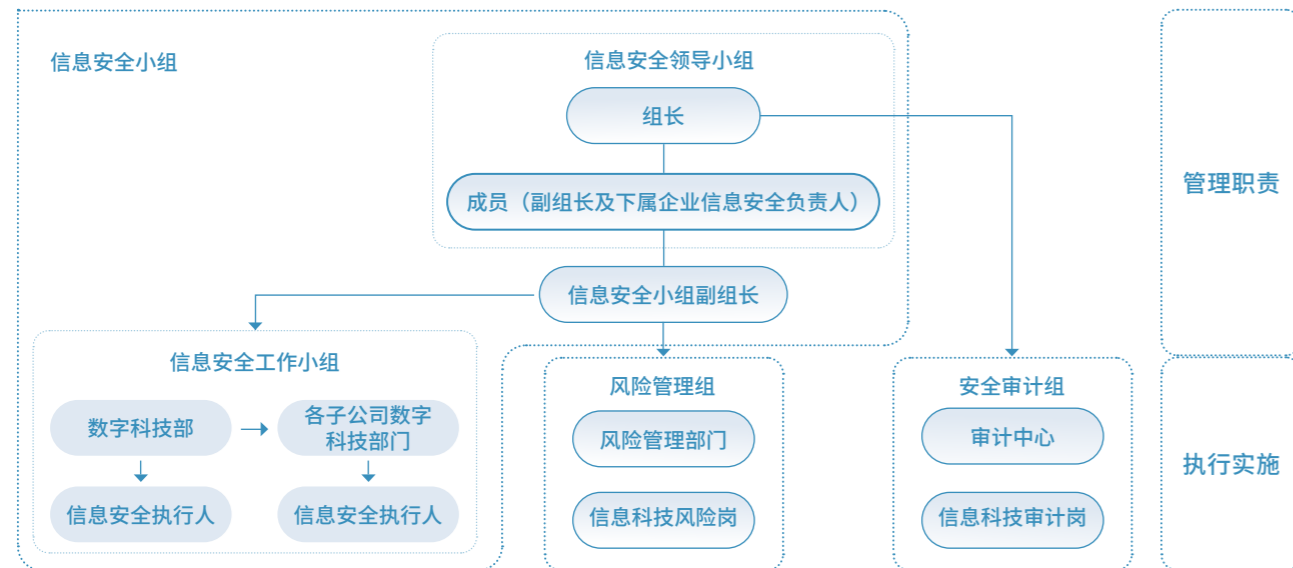 信息安全小组
信息安全领导小组
组长
成员（副组长及下属企业信息安全负责人）
管理职责
信息安全小组副组长
信息安全工作小组
数字科技部
各子公司数字
科技部门
信息安全执行人
信息安全执行人
风险管理组
风险管理部门
信息科技风险岗
安全审计组
审计中心
信息科技审计岗
执行实施